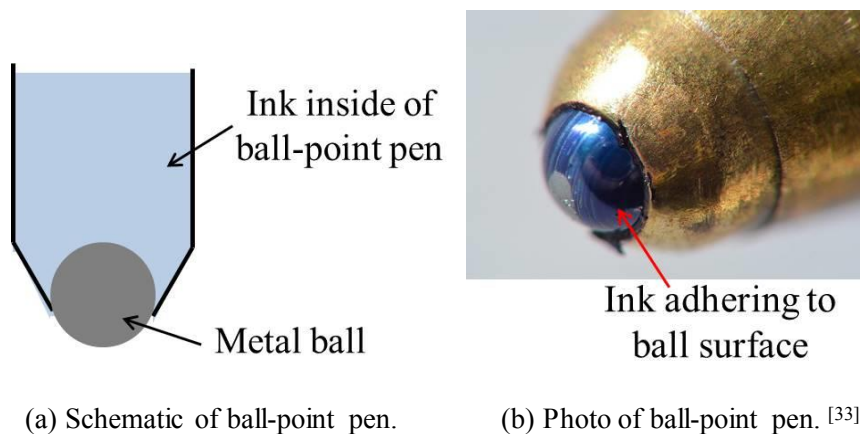 Ink inside of
ball-point pen
Metal ball
Ink adhering to
ball surface
(a) Schematic of ball-point pen.
(b) Photo of ball-point pen. [33]